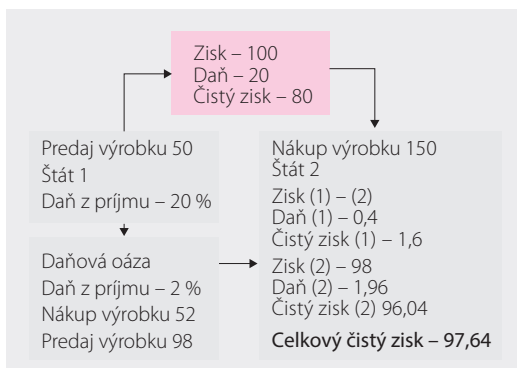 Zisk – 100
Daň – 20
Čistý zisk – 80
Predaj výrobku 50
Štát 1
Daň z príjmu – 20 %
Daňová oáza
Daň z príjmu – 2 %
Nákup výrobku 52
Predaj výrobku 98
Nákup výrobku 150
Štát 2
Zisk (1) – (2)
Daň (1) – 0,4
Čistý zisk (1) – 1,6
Zisk (2) – 98
Daň (2) – 1,96
Čistý zisk (2) 96,04
Celkový čistý zisk – 97,64